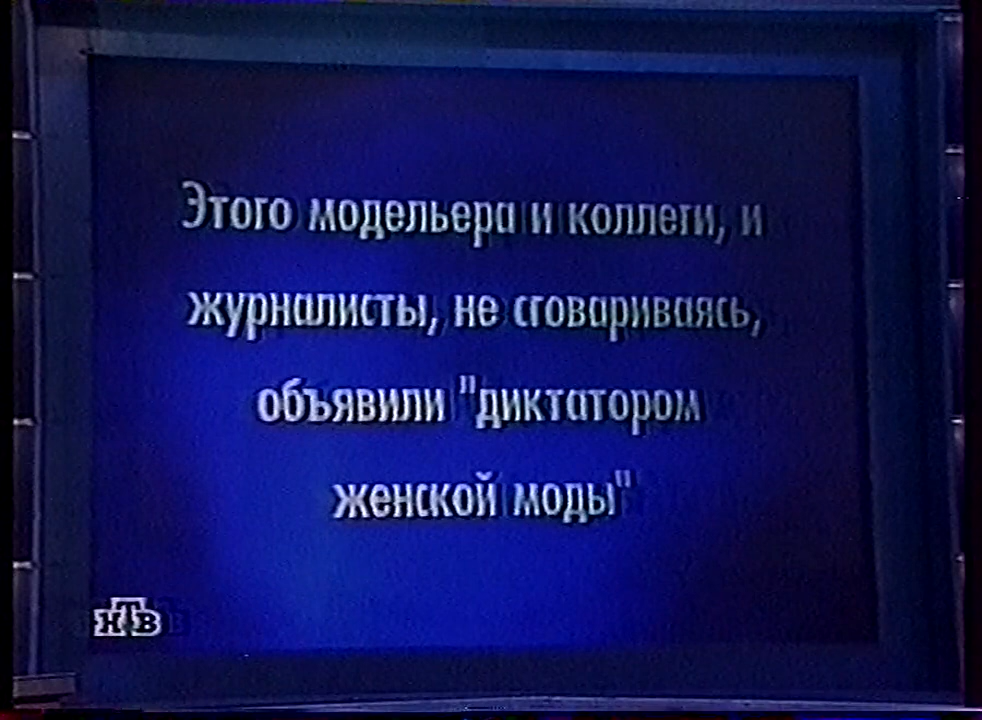 Этого модельера и коллеги, и
журналисты, не сговариваясь,
объявили "диктатором
женской моды"
НТВ